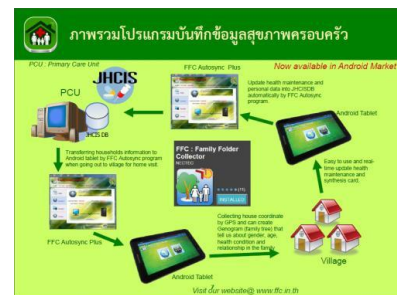 ภาพรวมโปรแกรมบันทึกข้อมูลสุขภาพครอบครัว
PCU : Primary Care Unit
FFC Autosync Plus
Now available in Android Market
JHCIS
PCU
JHCIS DB
Update health maintenance and
personal data into JHCISDB
automatically by FFC Autosync
program.
Android Tablet
Transferring households information to
Android tablet by FFC Autosync program
when going out to village for home visit.
FFC : Family Folder
Collector
NECTEC
INSTALLED
Easy to use and real-
time update health
maintenance and
synthesis card.
FFC Autosync Plus
Collecting house coordinate
by GPS and can create
Genogram (family tree) that
tell us about gender, age,
health condition and
relationship in the family.
Village
Android Tablet
Visit our website@ www.ffc.in.th